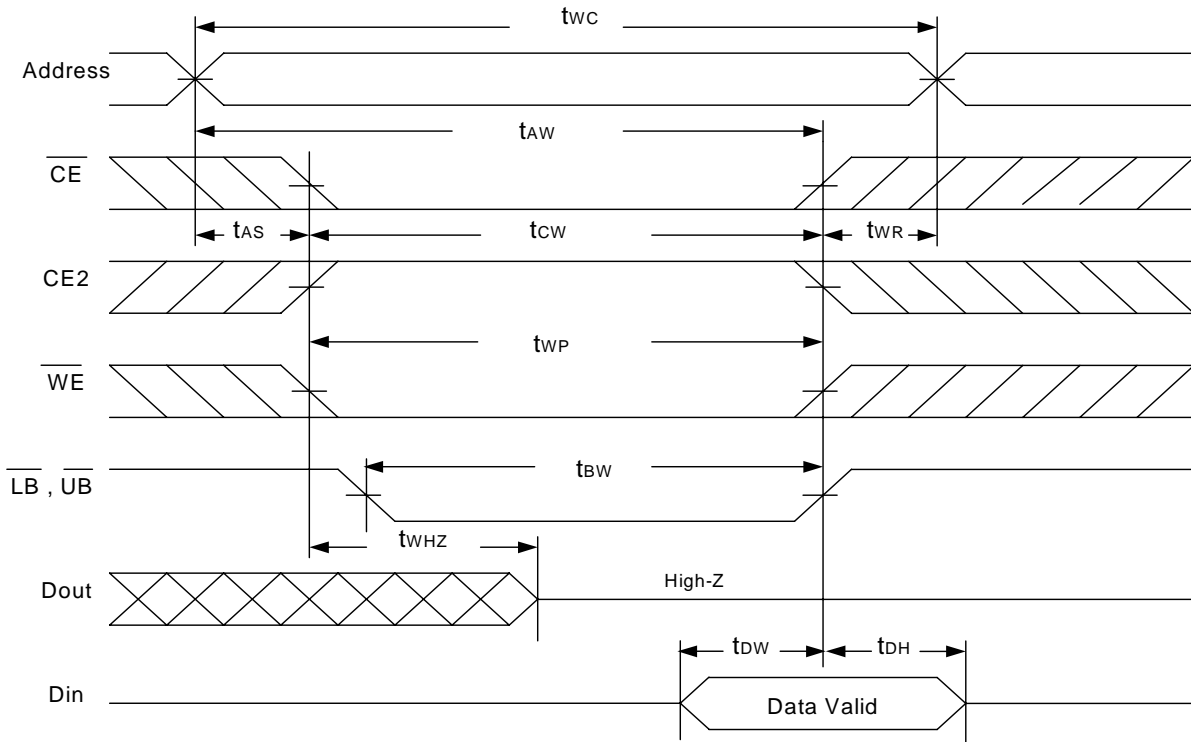 tWC
Address
tAW
CE
tAS
tCW
tWR
CE2
tWP
WE
LB , UB
tBW
tWHZ
Dout
High-Z
tDW
tDH
Din
Data Valid